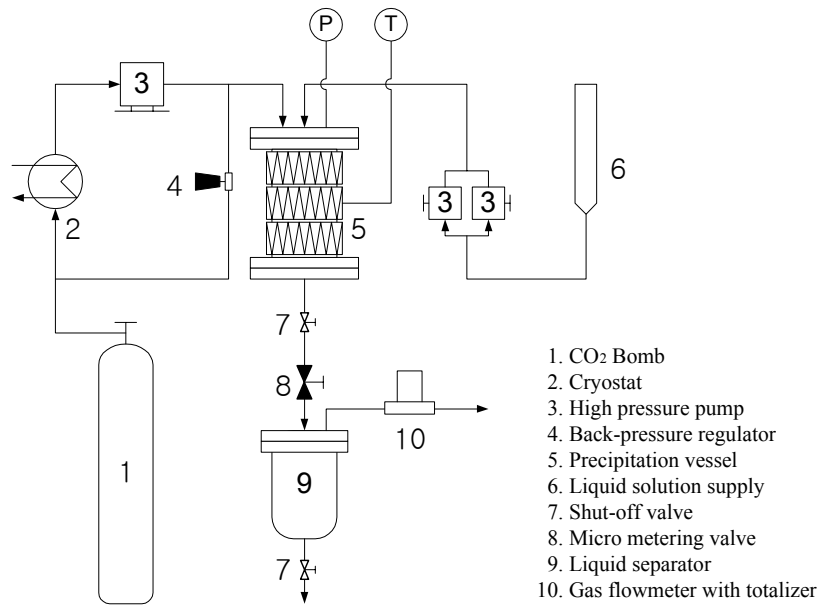 P
T
3
4
2
5
3
3
6
7
8
10
9
1
7
1. CO₂ Bomb
2. Cryostat
3. High pressure pump
4. Back-pressure regulator
5. Precipitation vessel
6. Liquid solution supply
7. Shut-off valve
8. Micro metering valve
9. Liquid separator
10. Gas flowmeter with totalizer